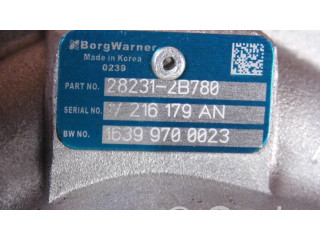 BorgWarner
Made in Korea
0239
PART NO. 28231-2B780
SERIAL NO. 17 216 179 AN
BW NO. 1639 970 0023